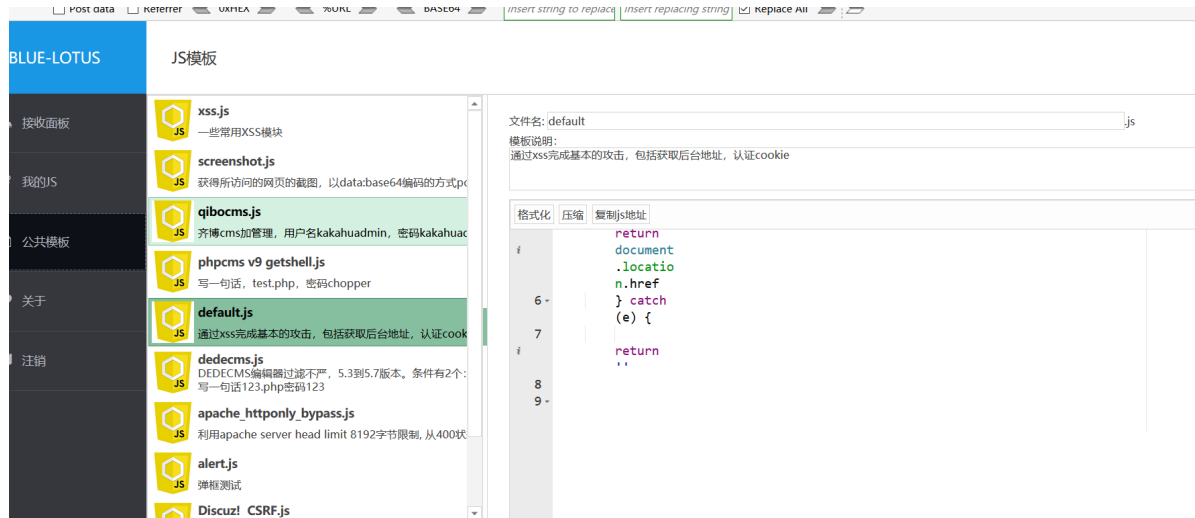 Post data Referrer 0xHEX %URL BASE64 Insert string to replace Insert replacing string Replace All
BLUE-LOTUS
JS模板
接收面板
我的JS
公共模板
关于
注销
xss.js
一些常用XSS模块
screenshot.js
获得所访问的网页的截图，以data:base64编码的方式po
qibocms.js
齐博cms加管理，用户名kakahuadmin，密码kakahuac
phpcms v9 getshell.js
写一句话，test.php，密码chopper
default.js
通过xss完成基本的攻击，包括获取后台地址，认证cook
dedecms.js
DEDECMS编辑器过滤不严，5.3到5.7版本。条件有2个：
写一句话123.php密码123
apache_httponly_bypass.js
利用apache server head limit 8192字节限制, 从400状
alert.js
弹框测试
Discuz! CSRF.js
文件名: default .js
模板说明:
通过xss完成基本的攻击，包括获取后台地址，认证cookie
格式化 压缩 复制js地址
return
i document
.locatio
n.href
6 } catch
(e) {
7
i return
''
8
9